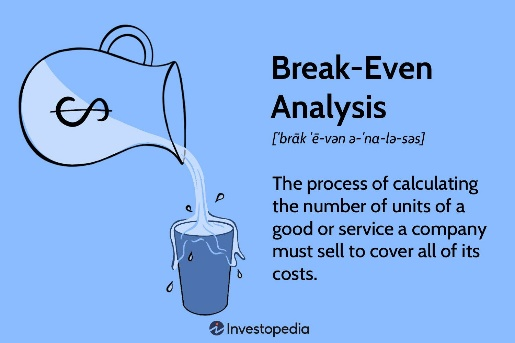 $
Break-Even
Analysis
[ˈbrāk ˈē-vən ə-ˈna-lə-səs]
The process of calculating
the number of units of a
good or service a company
must sell to cover all of its
costs.
Investopedia